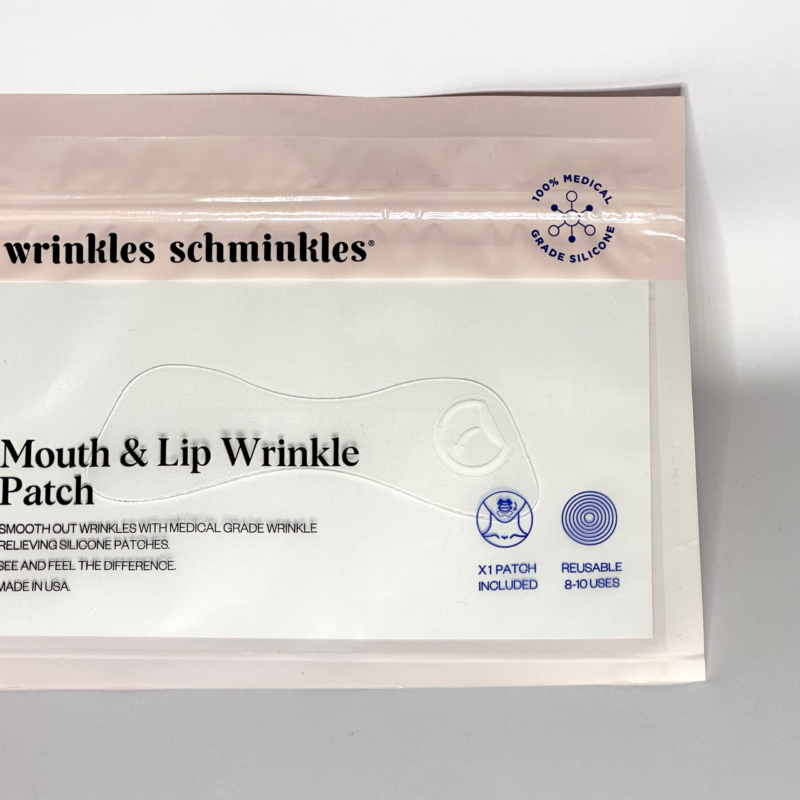 100% MEDICAL
GRADE SILICONE
wrinkles schminkles®
Mouth & Lip Wrinkle
Patch
SMOOTH OUT WRINKLES WITH MEDICAL GRADE WRINKLE
RELIEVING SILICONE PATCHES.
SEE AND FEEL THE DIFFERENCE.
MADE IN USA.
X1 PATCH
INCLUDED
REUSABLE
8-10 USES